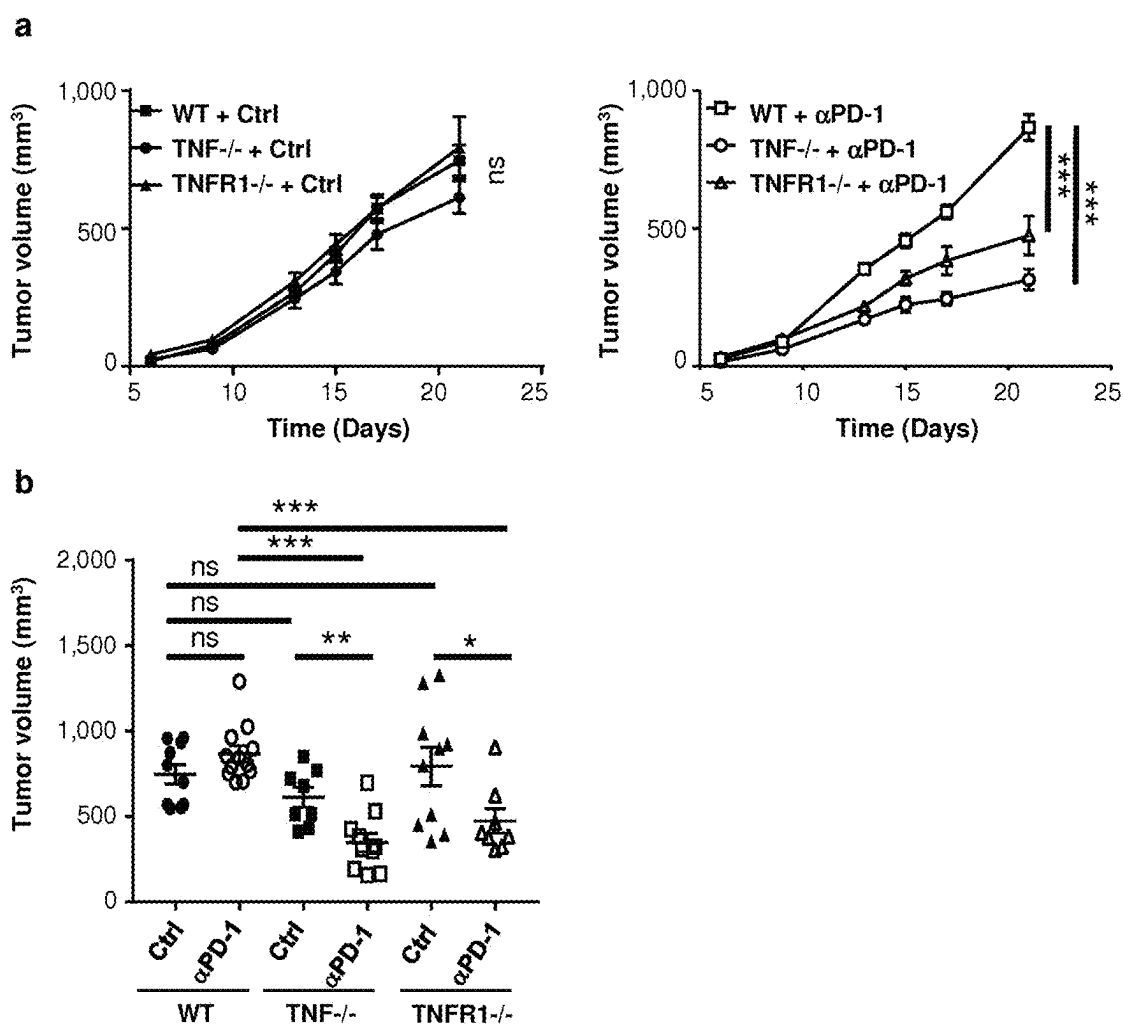 a
Tumor volume (mm³)
1,000
500
0
5 10 15 20 25
Time (Days)
WT + Ctrl
TNF-/- + Ctrl
TNFR1-/- + Ctrl
ns
Tumor volume (mm³)
1,000
500
0
5 10 15 20 25
Time (Days)
WT + αPD-1
TNF-/- + αPD-1
TNFR1-/- + αPD-1
***
***
b
Tumor volume (mm³)
2,000
1,500
1,000
500
0
***
***
ns
ns
ns
**
*
Ctrl αPD-1 Ctrl αPD-1 Ctrl αPD-1
WT TNF-/- TNFR1-/-